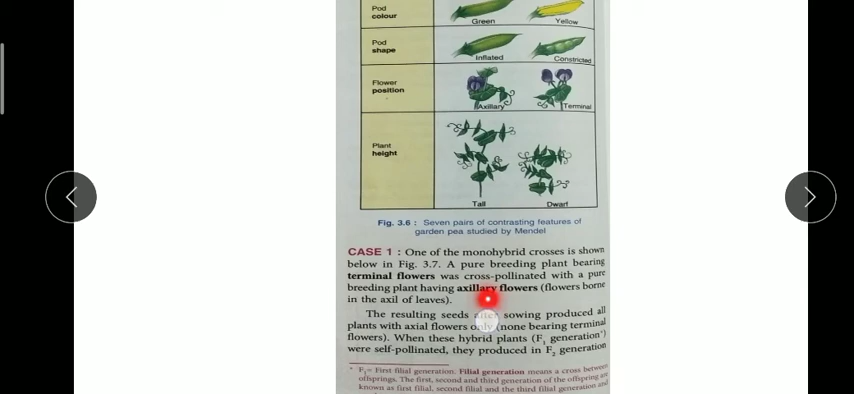 Pod
colour
Green
Yellow
Pod
shape
Inflated
Constricted
Flower
position
Axillary
Terminal
Plant
height
Tall
Dwarf
Fig. 3.6 : Seven pairs of contrasting features of
garden pea studied by Mendel
CASE 1 : One of the monohybrid crosses is shown
below in Fig. 3.7. A pure breeding plant bearing
terminal flowers was cross-pollinated with a pure
breeding plant having axillary flowers (flowers borne
in the axil of leaves).
The resulting seeds after sowing produced all
plants with axial flowers only (none bearing terminal
flowers). When these hybrid plants (F1 generation*)
were self-pollinated, they produced in F2 generation
* F1= First filial generation. Filial generation means a cross between
offsprings. The first, second and third generation of the offspring are
known as first filial, second filial and the third filial generation and